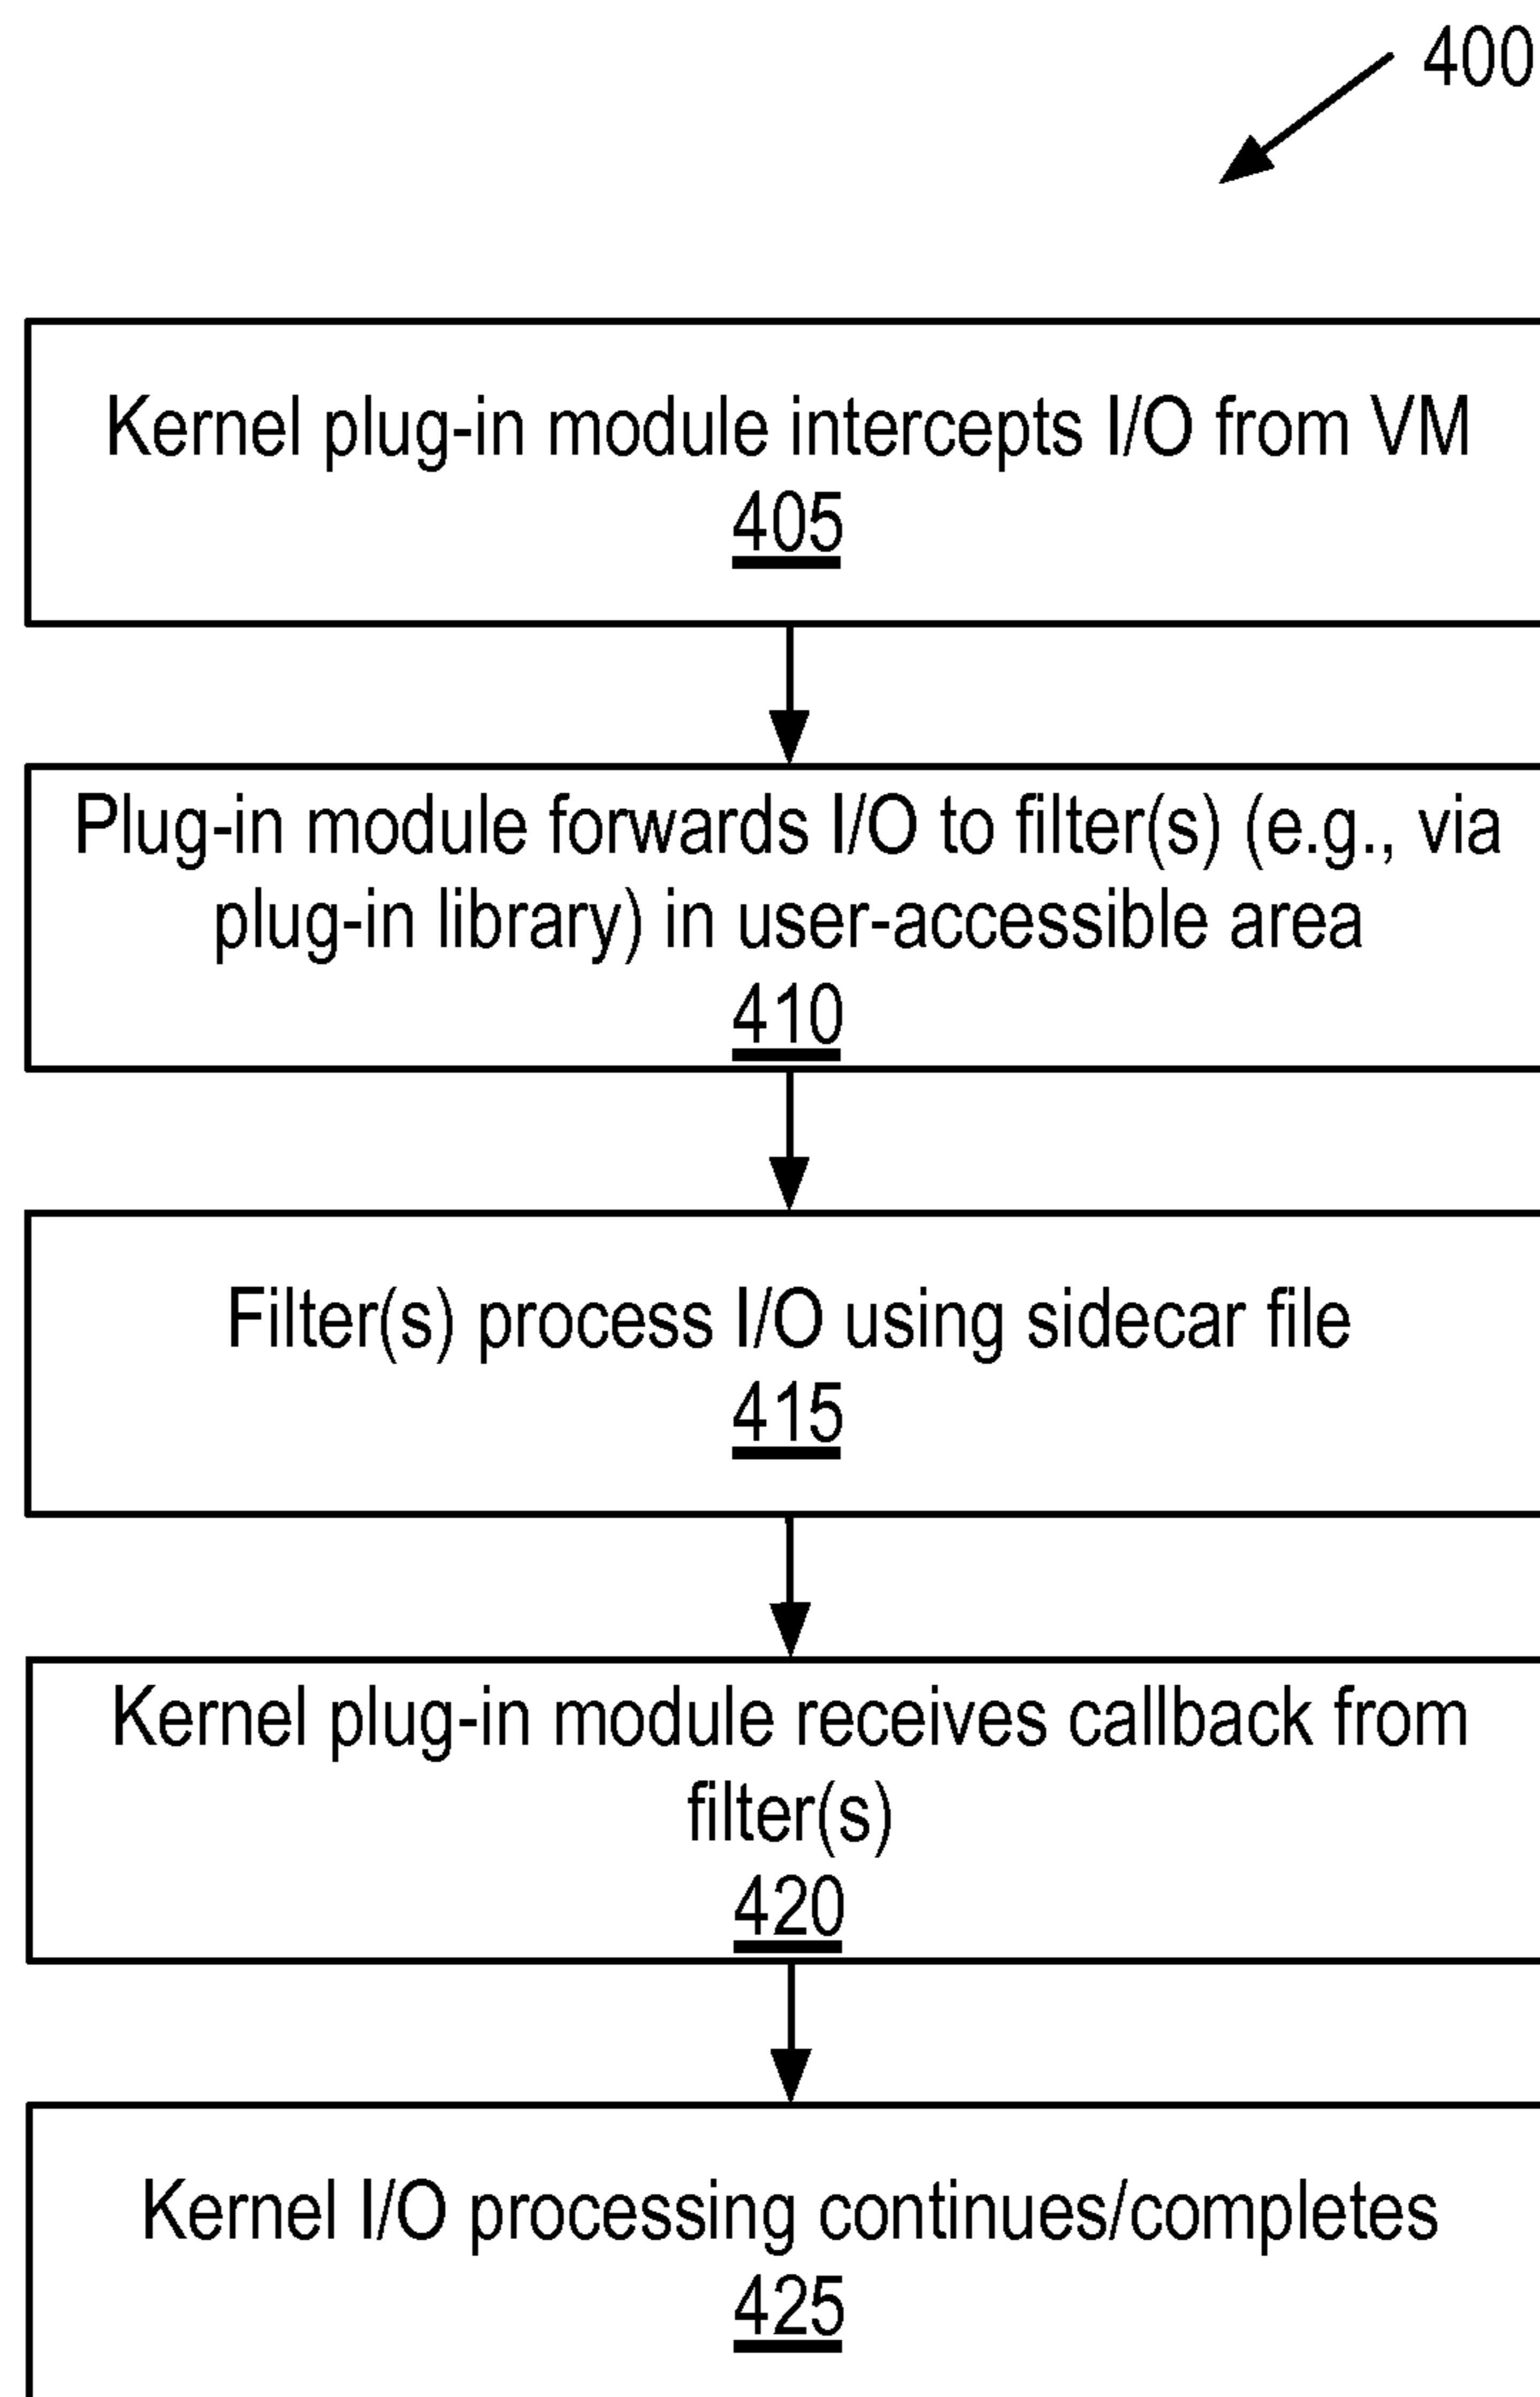 400
Kernel plug-in module intercepts I/O from VM
405
Plug-in module forwards I/O to filter(s) (e.g., via
plug-in library) in user-accessible area
410
Filter(s) process I/O using sidecar file
415
Kernel plug-in module receives callback from
filter(s)
420
Kernel I/O processing continues/completes
425